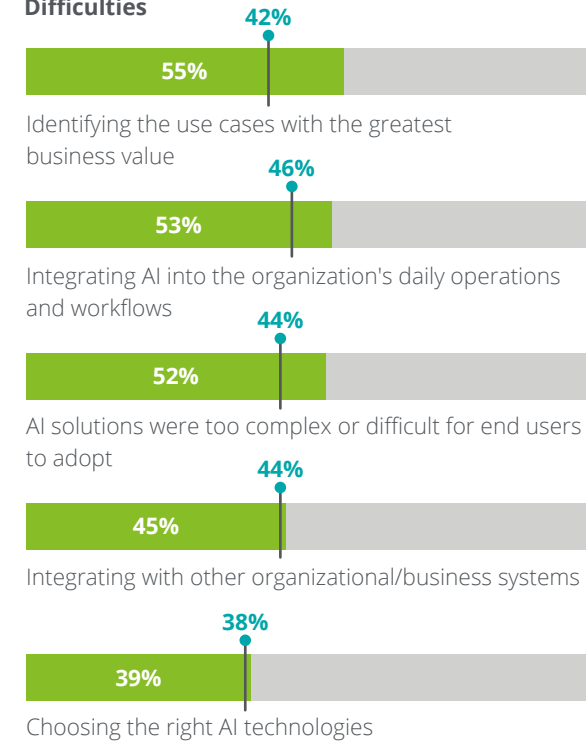 Difficulties
42%
55%
Identifying the use cases with the greatest
business value
46%
53%
Integrating AI into the organization's daily operations
and workflows
44%
52%
AI solutions were too complex or difficult for end users
to adopt
44%
45%
Integrating with other organizational/business systems
38%
39%
Choosing the right AI technologies